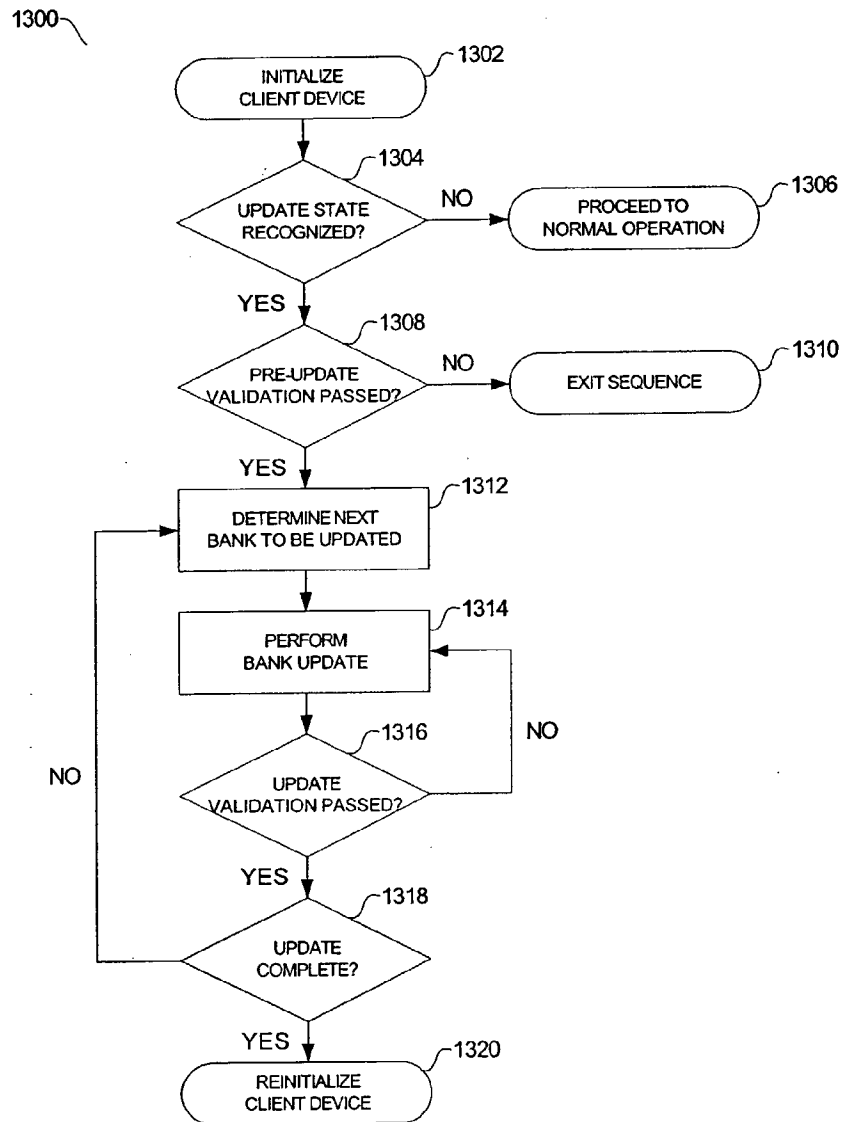 1300
1302
INITIALIZE
CLIENT DEVICE
1304
UPDATE STATE
RECOGNIZED?
NO
1306
PROCEED TO
NORMAL OPERATION
YES
1308
PRE-UPDATE
VALIDATION PASSED?
NO
1310
EXIT SEQUENCE
YES
1312
DETERMINE NEXT
BANK TO BE UPDATED
1314
PERFORM
BANK UPDATE
1316
UPDATE
VALIDATION PASSED?
NO
NO
YES
1318
UPDATE
COMPLETE?
YES
1320
REINITIALIZE
CLIENT DEVICE